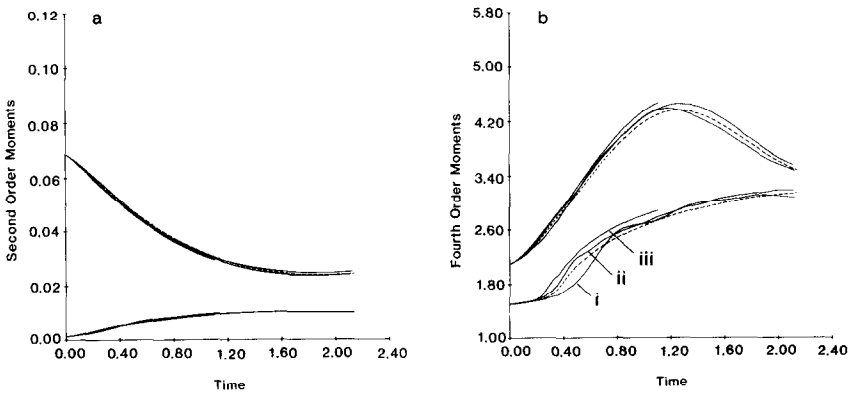 a
0.12
0.10
0.08
0.06
0.04
0.02
0.00
Second Order Moments
0.00 0.40 0.80 1.20 1.60 2.00 2.40
Time
b
5.80
5.00
4.20
3.40
2.60
1.80
1.00
Fourth Order Moments
iii
ii
i
0.00 0.40 0.80 1.20 1.60 2.00 2.40
Time